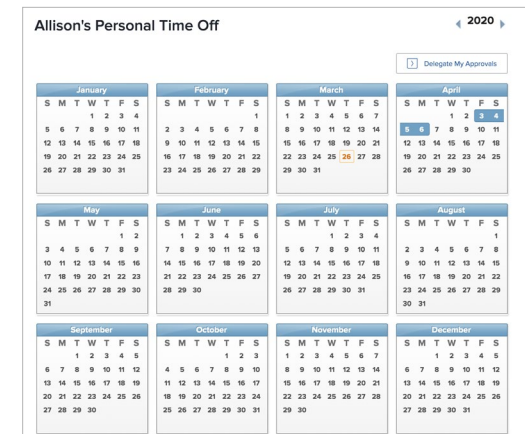 Allison's Personal Time Off
2020
Delegate My Approvals
January
S M T W T F S
1 2 3 4
5 6 7 8 9 10 11
12 13 14 15 16 17 18
19 20 21 22 23 24 25
26 27 28 29 30 31
February
S M T W T F S
1
2 3 4 5 6 7 8
9 10 11 12 13 14 15
16 17 18 19 20 21 22
23 24 25 26 27 28 29
March
S M T W T F S
1 2 3 4 5 6 7
8 9 10 11 12 13 14
15 16 17 18 19 20 21
22 23 24 25 26 27 28
29 30 31
April
S M T W T F S
1 2 3 4
5 6 7 8 9 10 11
12 13 14 15 16 17 18
19 20 21 22 23 24 25
26 27 28 29 30
May
S M T W T F S
1 2
3 4 5 6 7 8 9
10 11 12 13 14 15 16
17 18 19 20 21 22 23
24 25 26 27 28 29 30
31
June
S M T W T F S
1 2 3 4 5 6
7 8 9 10 11 12 13
14 15 16 17 18 19 20
21 22 23 24 25 26 27
28 29 30
July
S M T W T F S
1 2 3 4
5 6 7 8 9 10 11
12 13 14 15 16 17 18
19 20 21 22 23 24 25
26 27 28 29 30 31
August
S M T W T F S
1
2 3 4 5 6 7 8
9 10 11 12 13 14 15
16 17 18 19 20 21 22
23 24 25 26 27 28 29
30 31
September
S M T W T F S
1 2 3 4 5
6 7 8 9 10 11 12
13 14 15 16 17 18 19
20 21 22 23 24 25 26
27 28 29 30
October
S M T W T F S
1 2 3
4 5 6 7 8 9 10
11 12 13 14 15 16 17
18 19 20 21 22 23 24
25 26 27 28 29 30 31
November
S M T W T F S
1 2 3 4 5 6 7
8 9 10 11 12 13 14
15 16 17 18 19 20 21
22 23 24 25 26 27 28
29 30
December
S M T W T F S
1 2 3 4 5
6 7 8 9 10 11 12
13 14 15 16 17 18 19
20 21 22 23 24 25 26
27 28 29 30 31